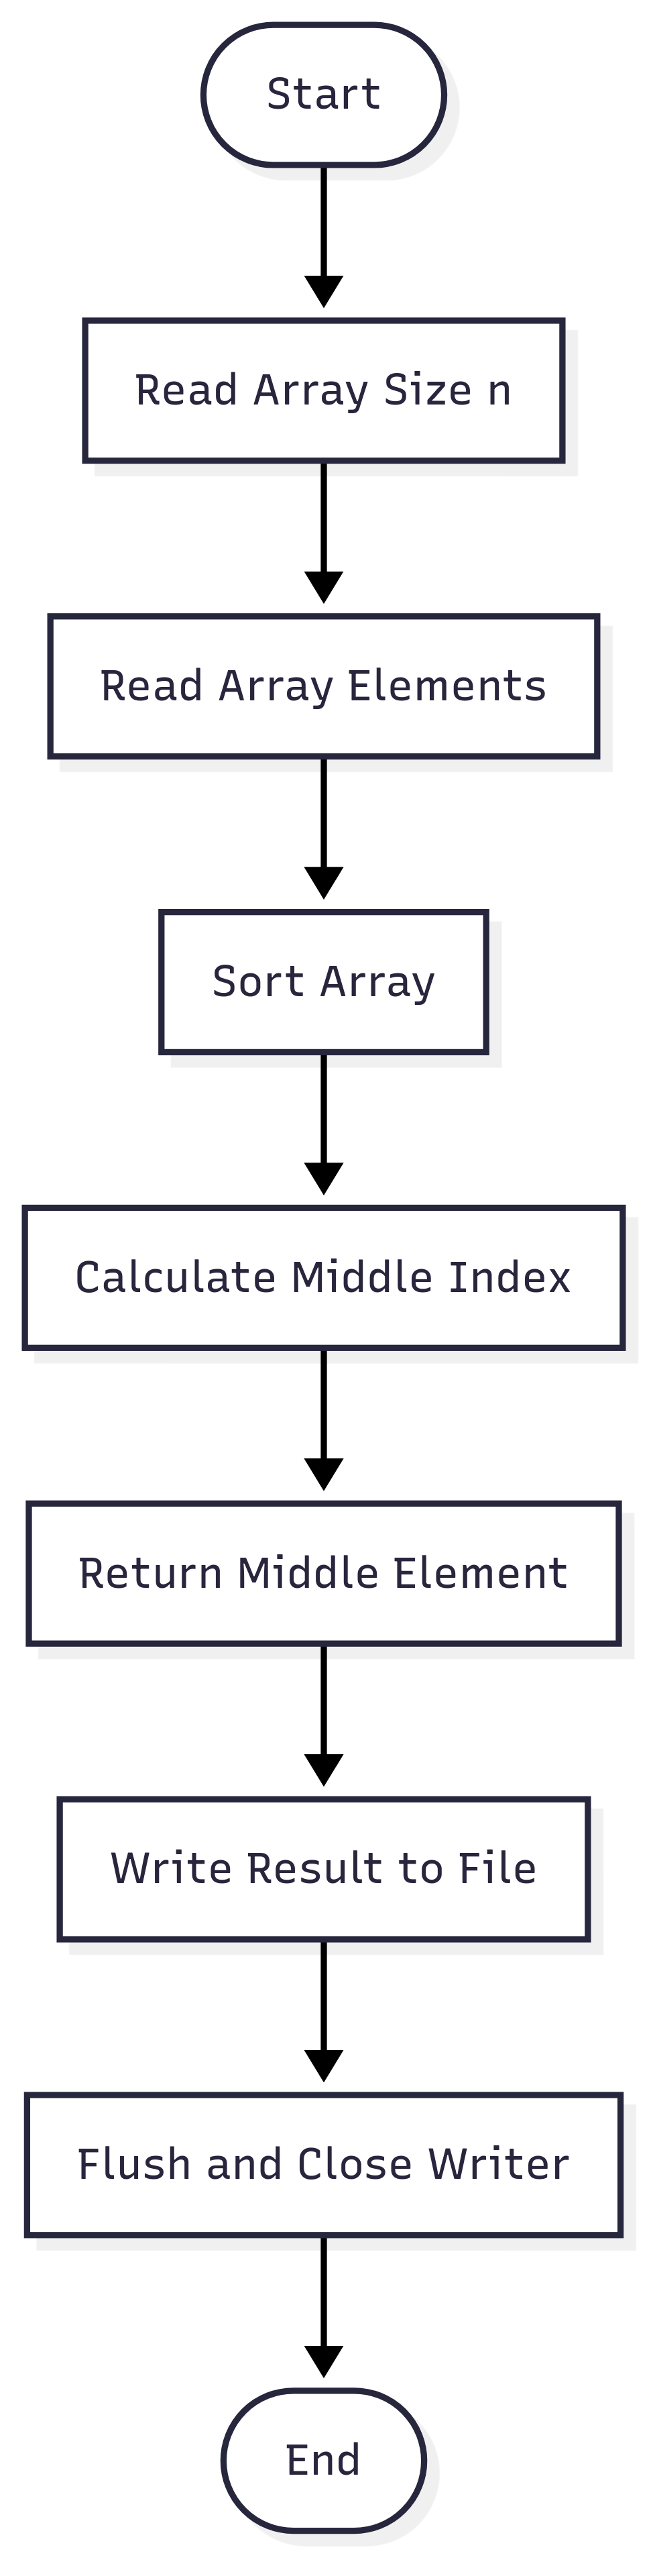 Start
Read Array Size n
Read Array Elements
Sort Array
Calculate Middle Index
Return Middle Element
Write Result to File
Flush and Close Writer
End